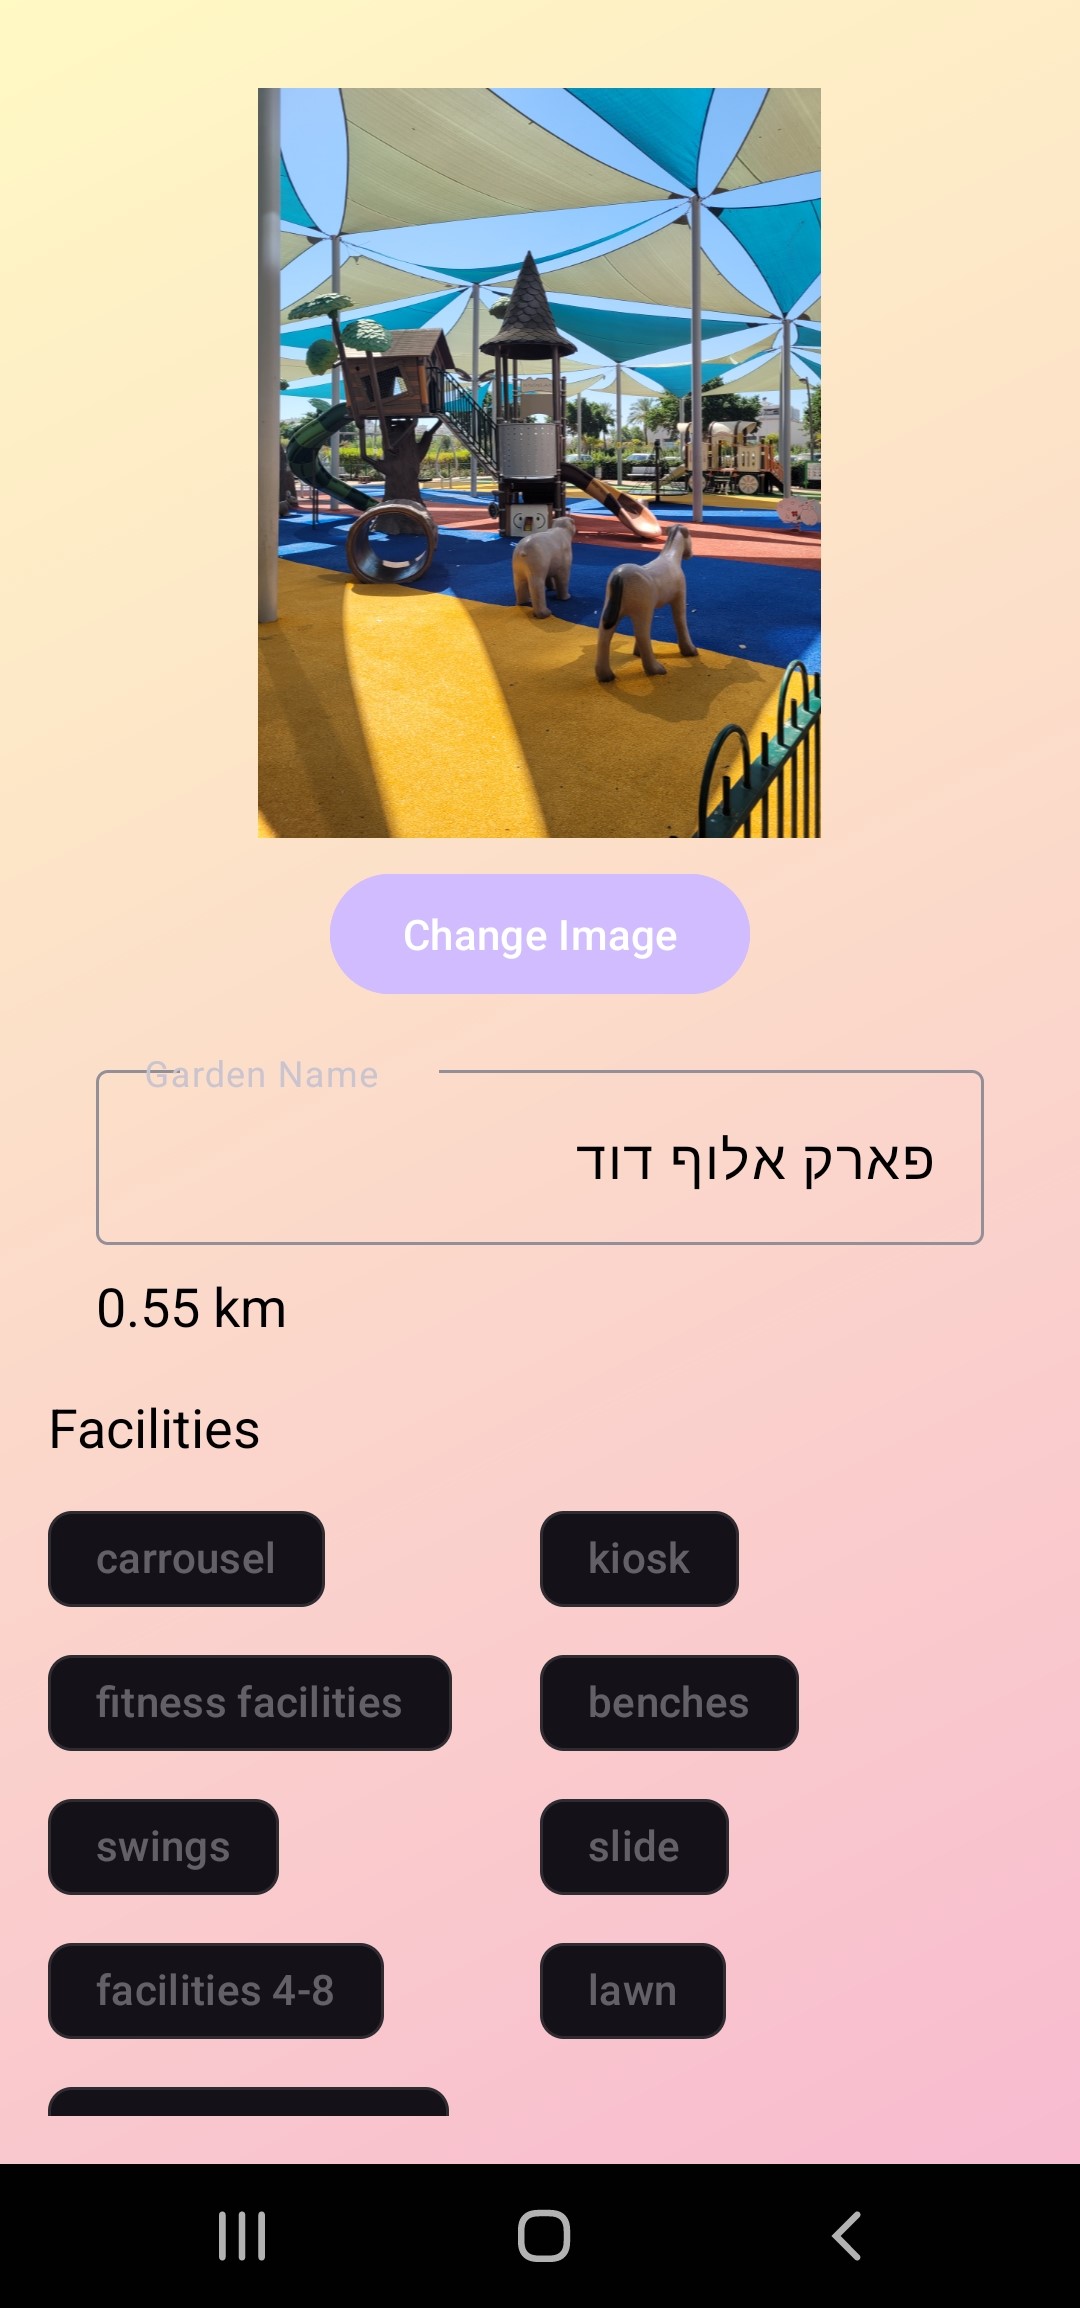 Change Image
Garden Name
פארק אלוף דוד
0.55 km
Facilities
carrousel
kiosk
fitness facilities
benches
swings
slide
facilities 4-8
lawn